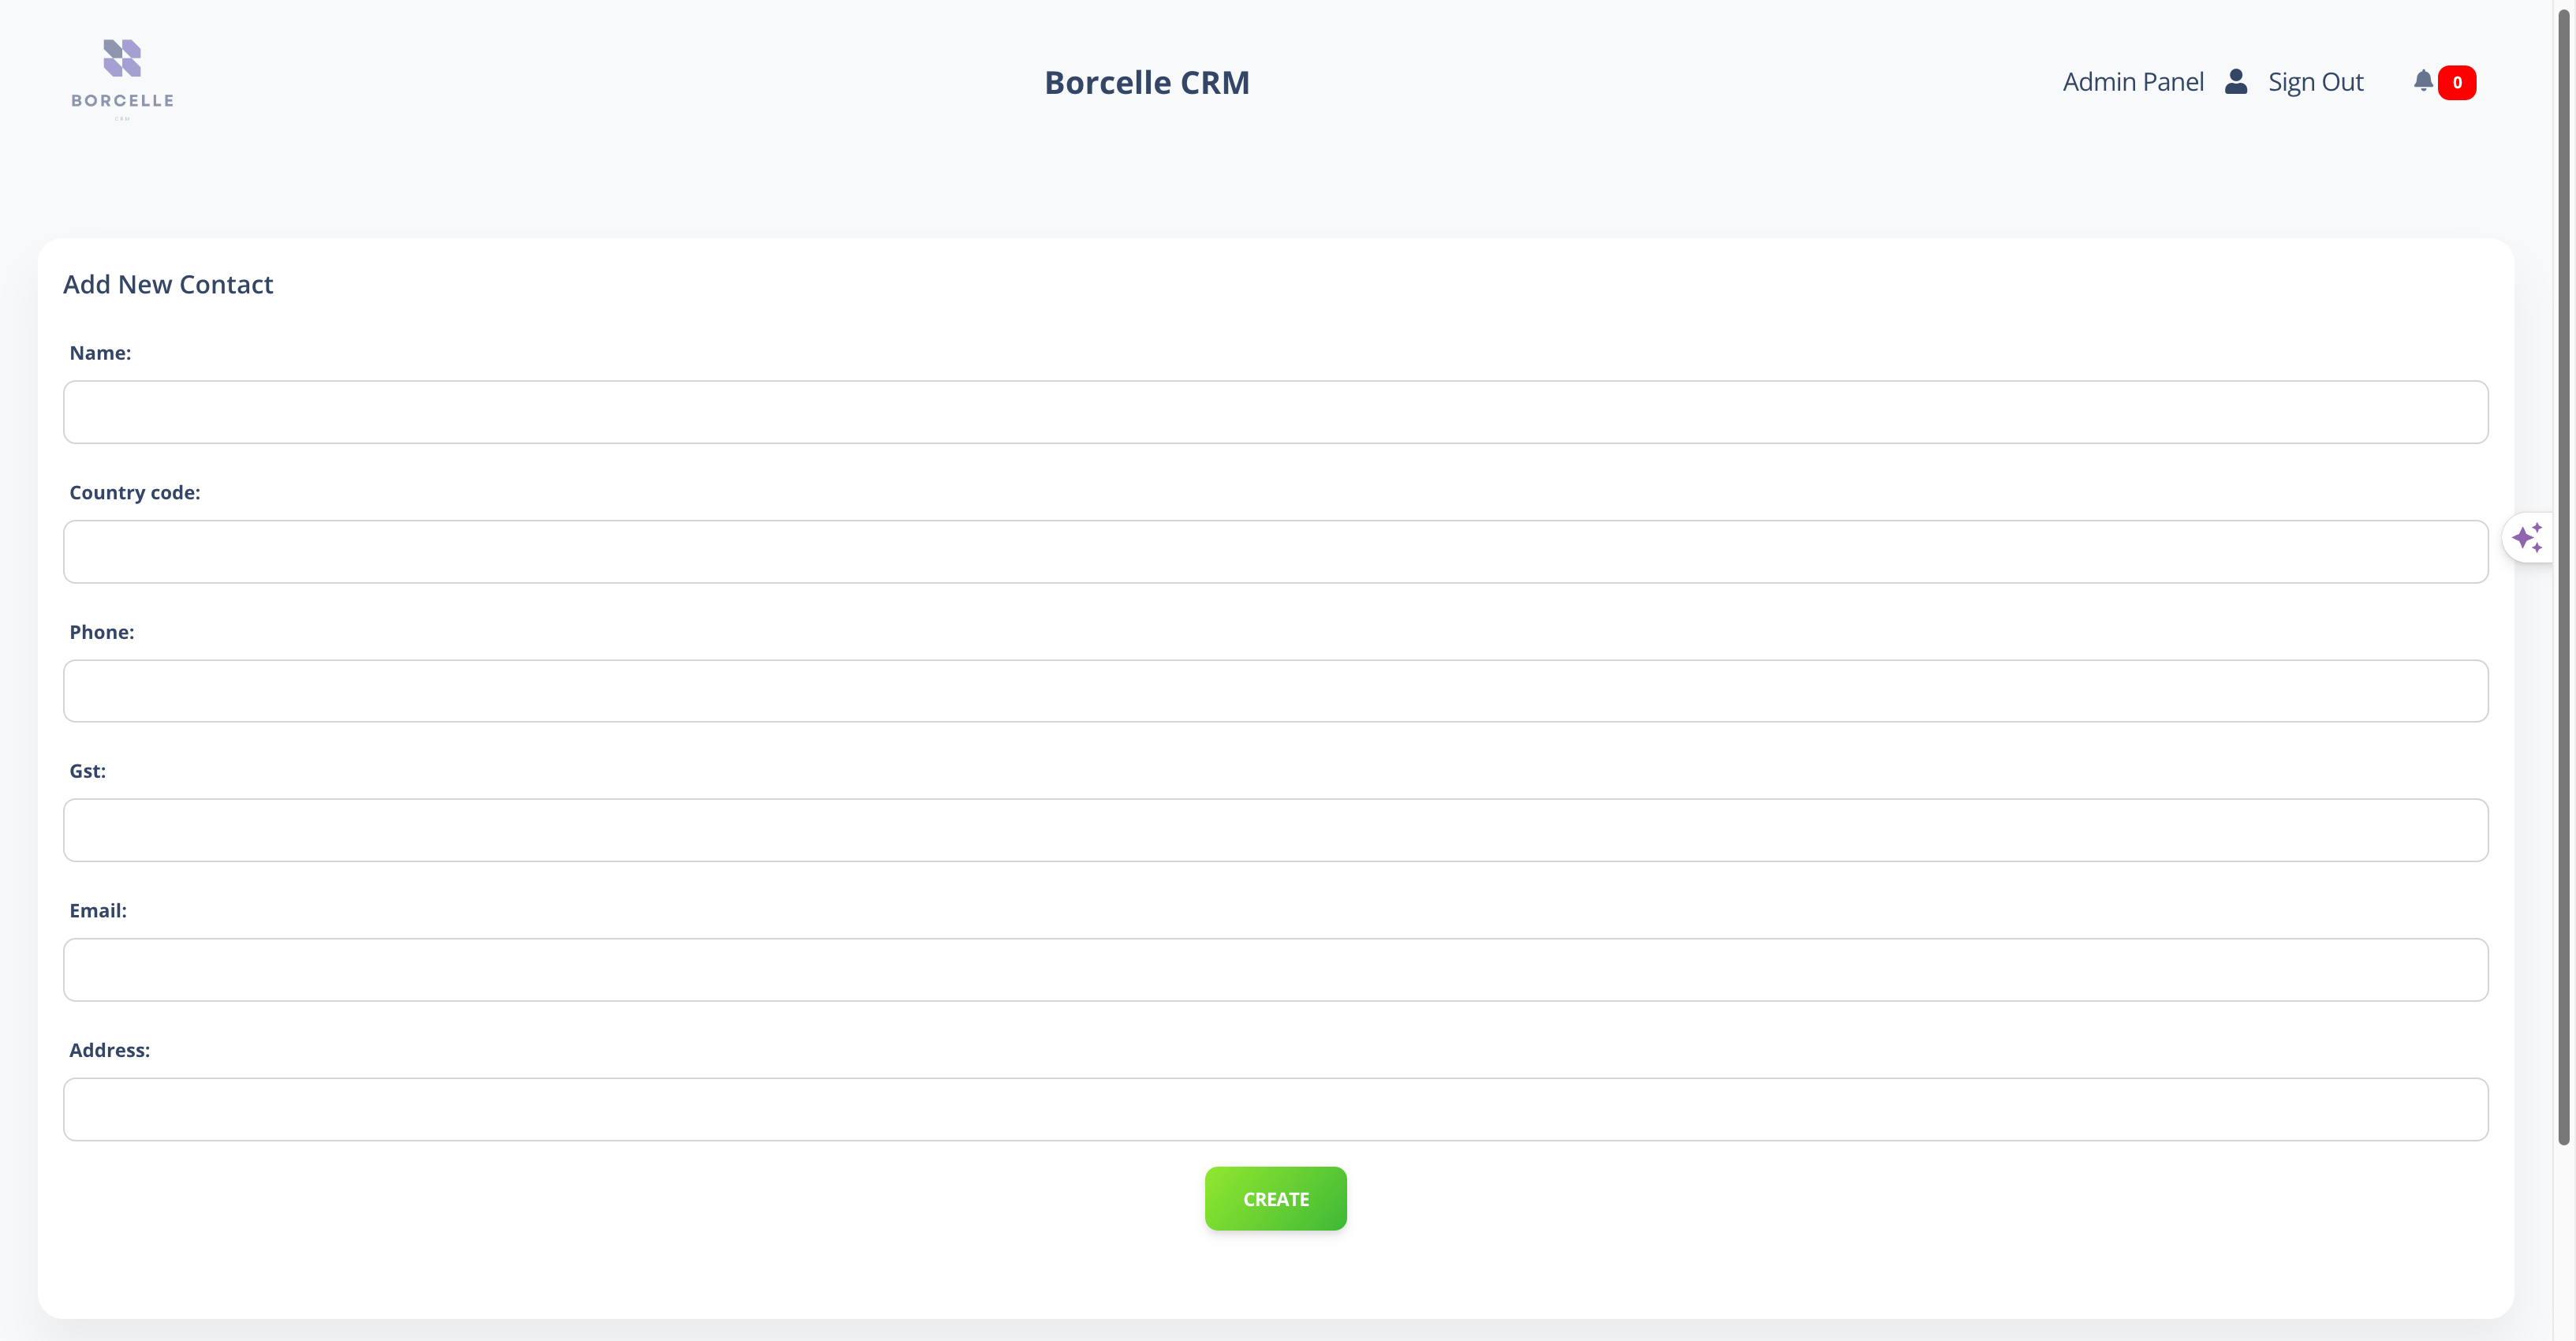 BORCELLE
CRM
Borcelle CRM
Admin Panel Sign Out 0
Add New Contact
Name:
Country code:
Phone:
Gst:
Email:
Address:
CREATE